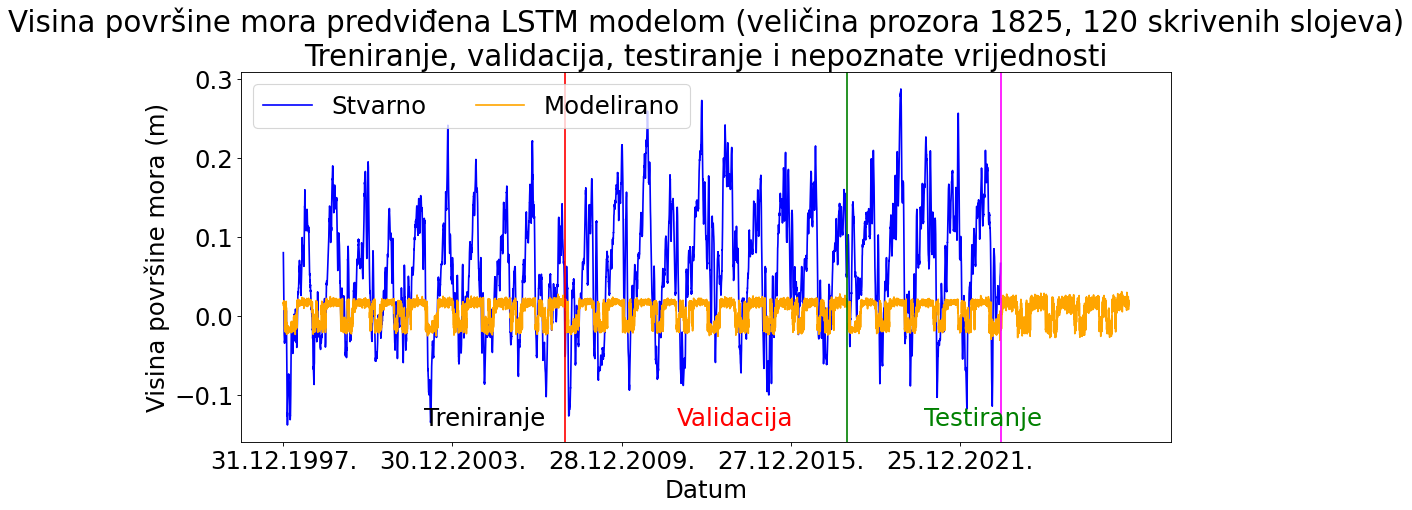 Visina površine mora predviđena LSTM modelom (veličina prozora 1825, 120 skrivenih slojeva)
Treniranje, validacija, testiranje i nepoznate vrijednosti
Stvarno
Modelirano
Visina površine mora (m)
0.3
0.2
0.1
0.0
−0.1
Treniranje
Validacija
Testiranje
31.12.1997.
30.12.2003.
28.12.2009.
27.12.2015.
25.12.2021.
Datum